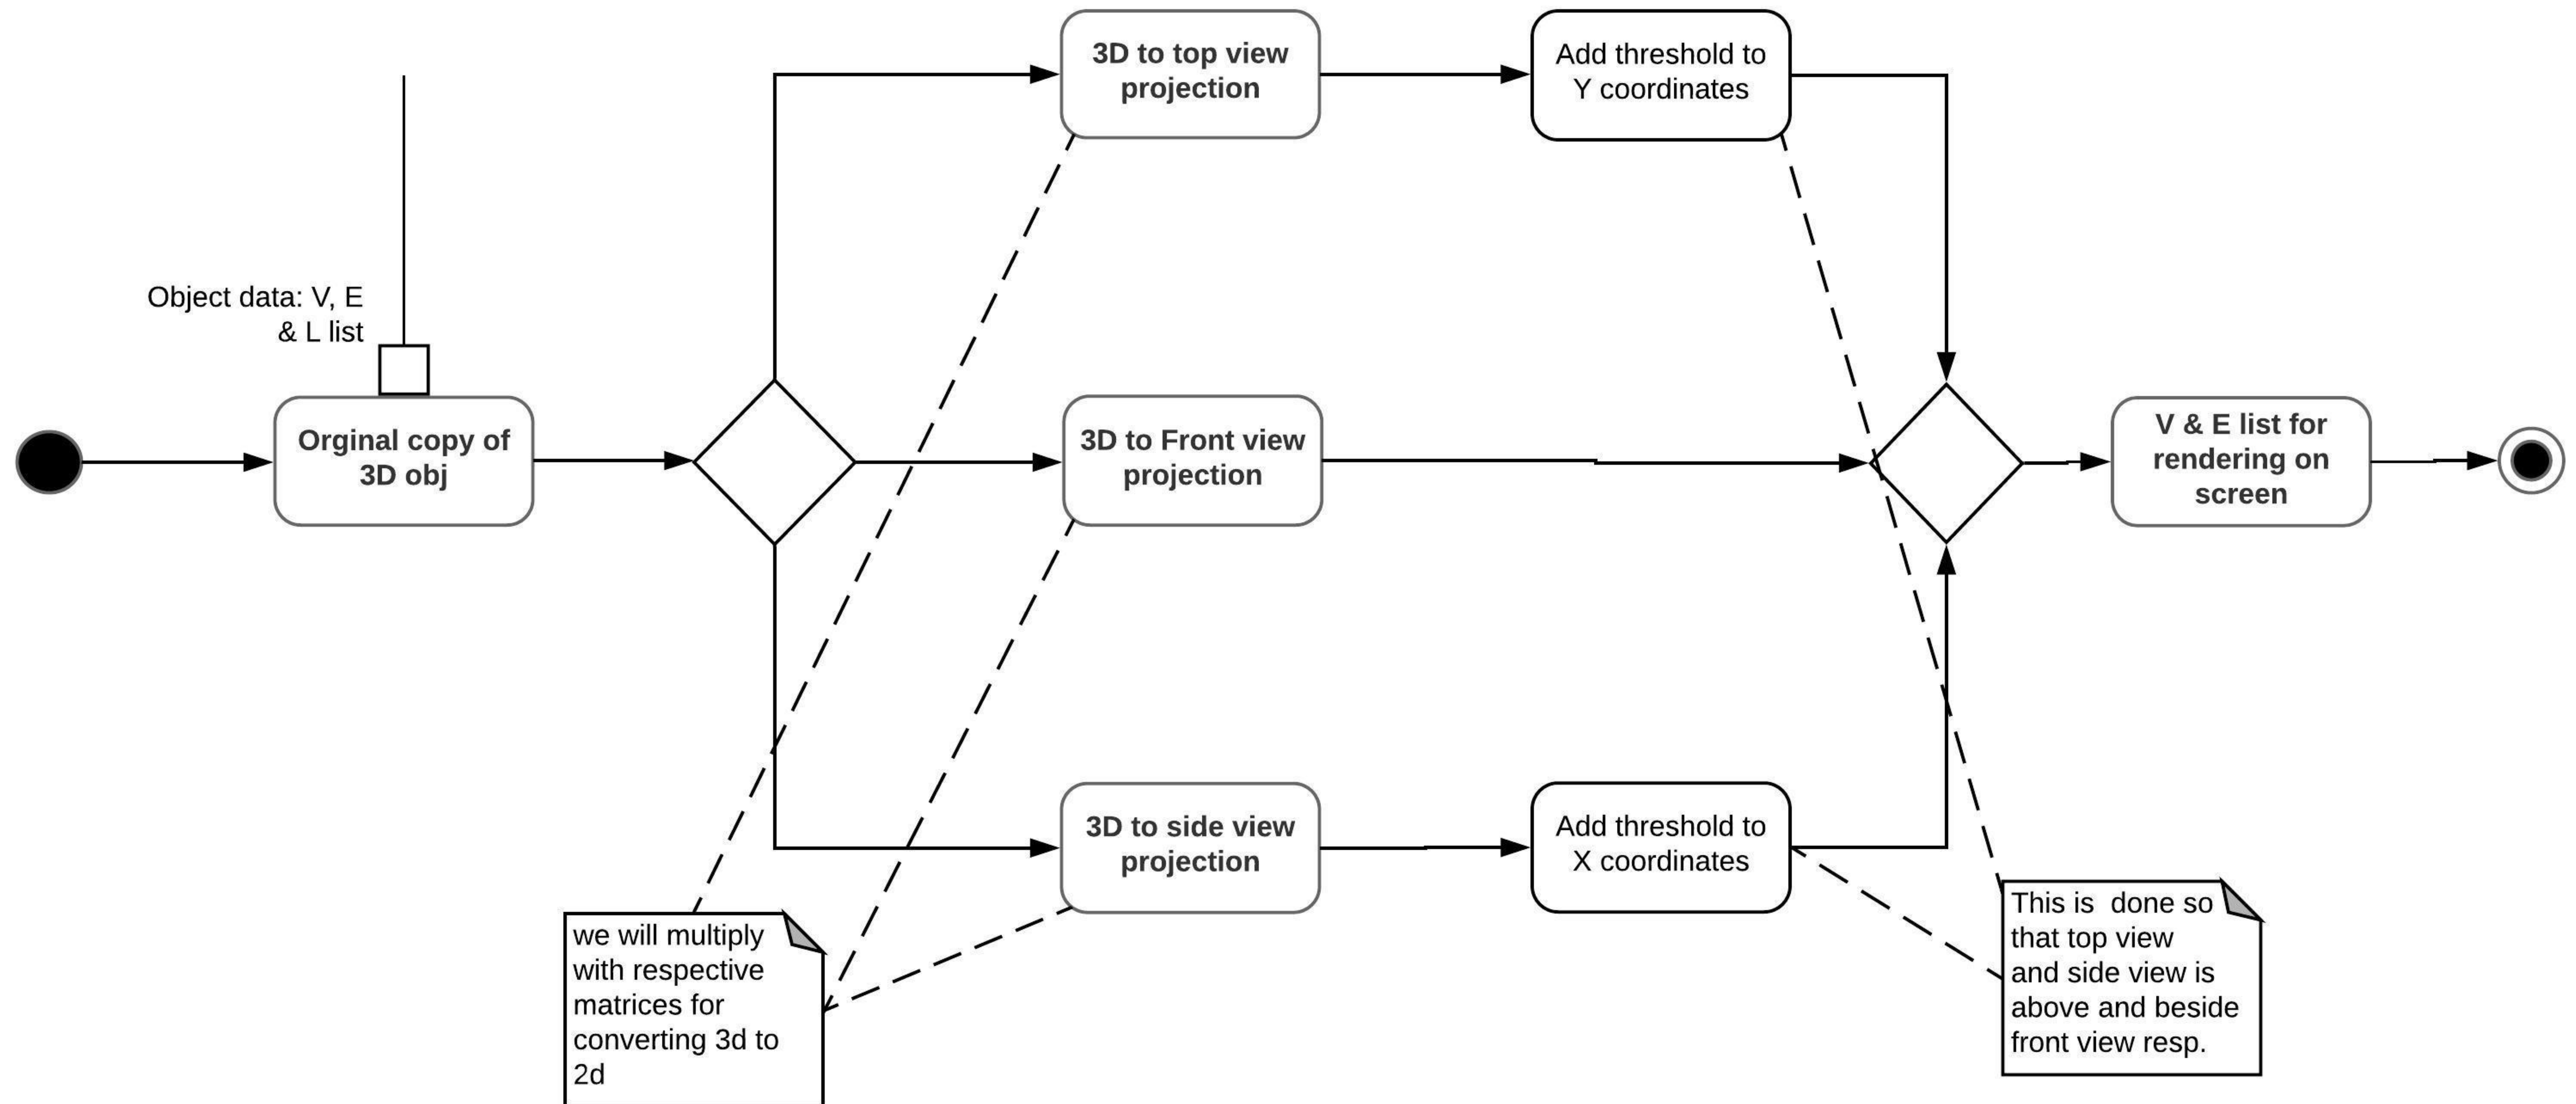 3D to top view
projection
Add threshold to
Y coordinates
Object data: V, E
& L list
Orginal copy of
3D obj
3D to Front view
projection
V & E list for
rendering on
screen
3D to side view
projection
Add threshold to
X coordinates
we will multiply
with respective
matrices for
converting 3d to
2d
This is  done so
that top view
and side view is
above and beside
front view resp.